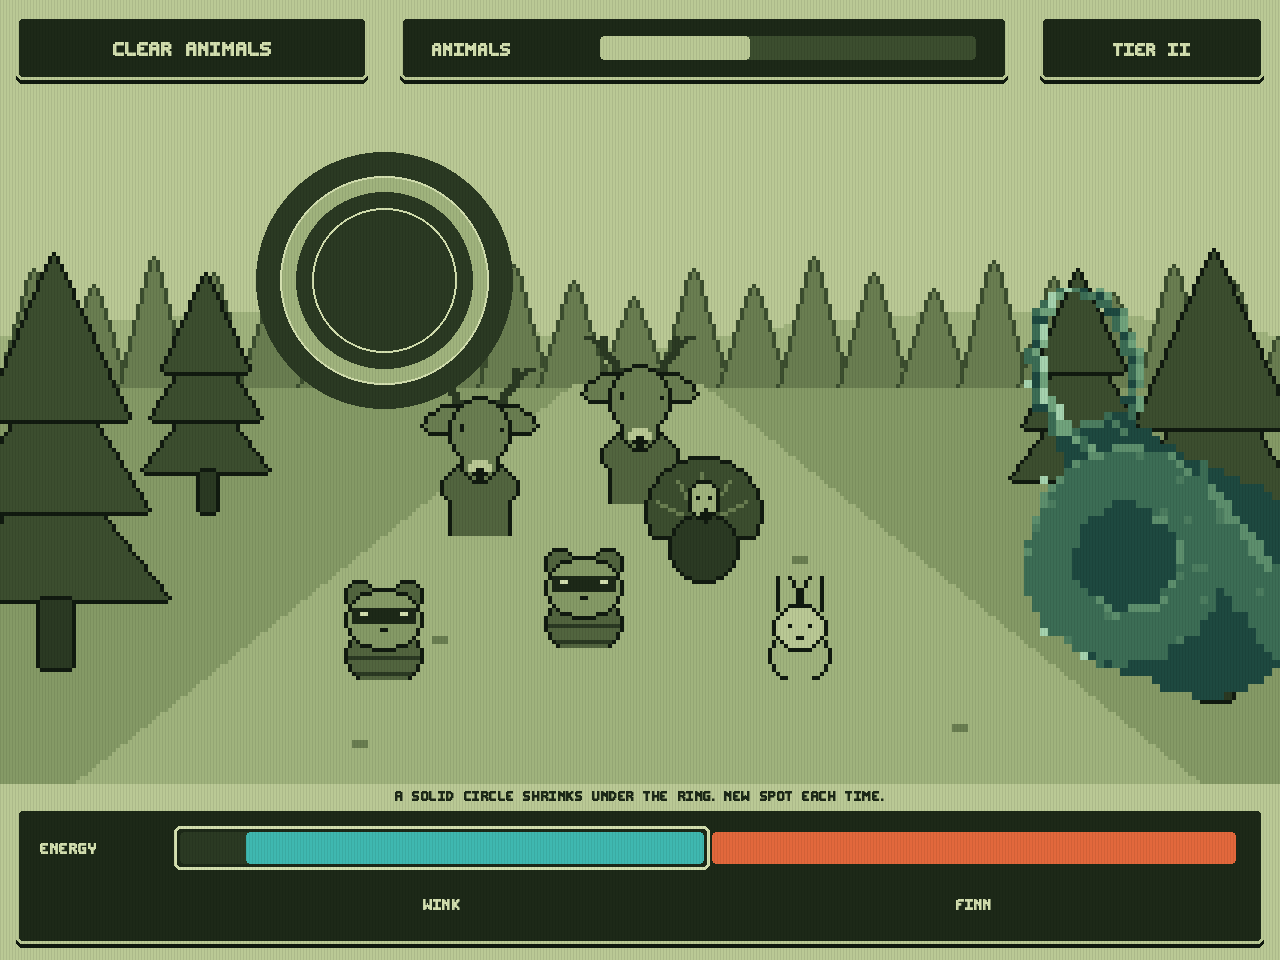 CLEAR ANIMALS
ANIMALS
TIER II
A SOLID CIRCLE SHRINKS UNDER THE RING. NEW SPOT EACH TIME.
ENERGY
WINK
FINN